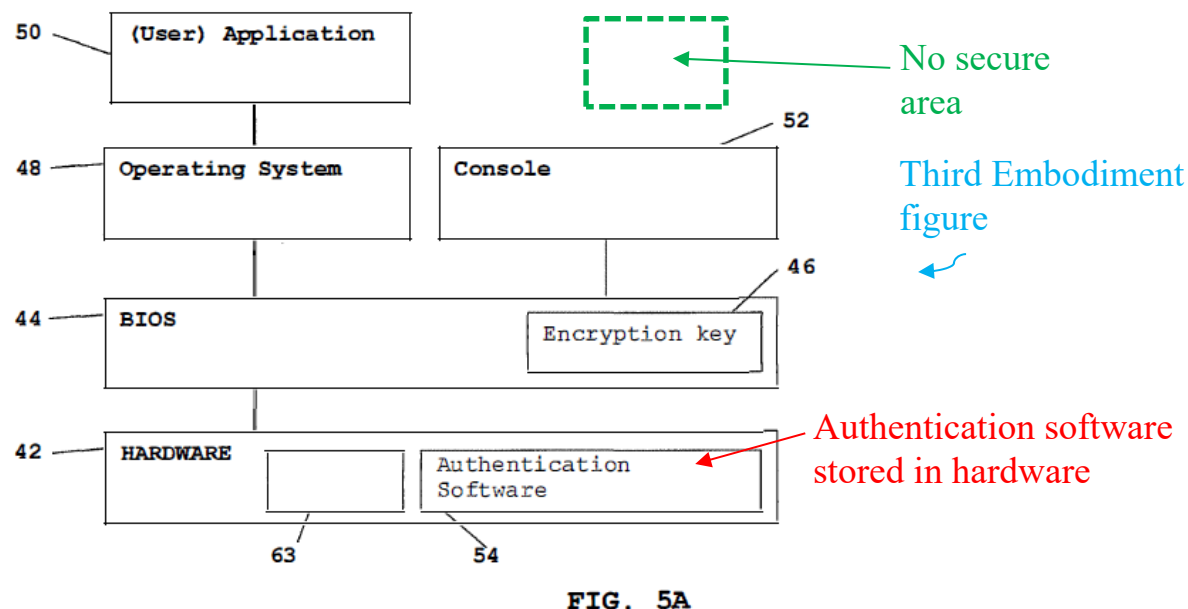 50
(User) Application
No secure
area
52
48
Operating System
Console
Third Embodiment
figure
46
44
BIOS
Encryption key
42
HARDWARE
Authentication
Software
Authentication software
stored in hardware
63
54
FIG. 5A